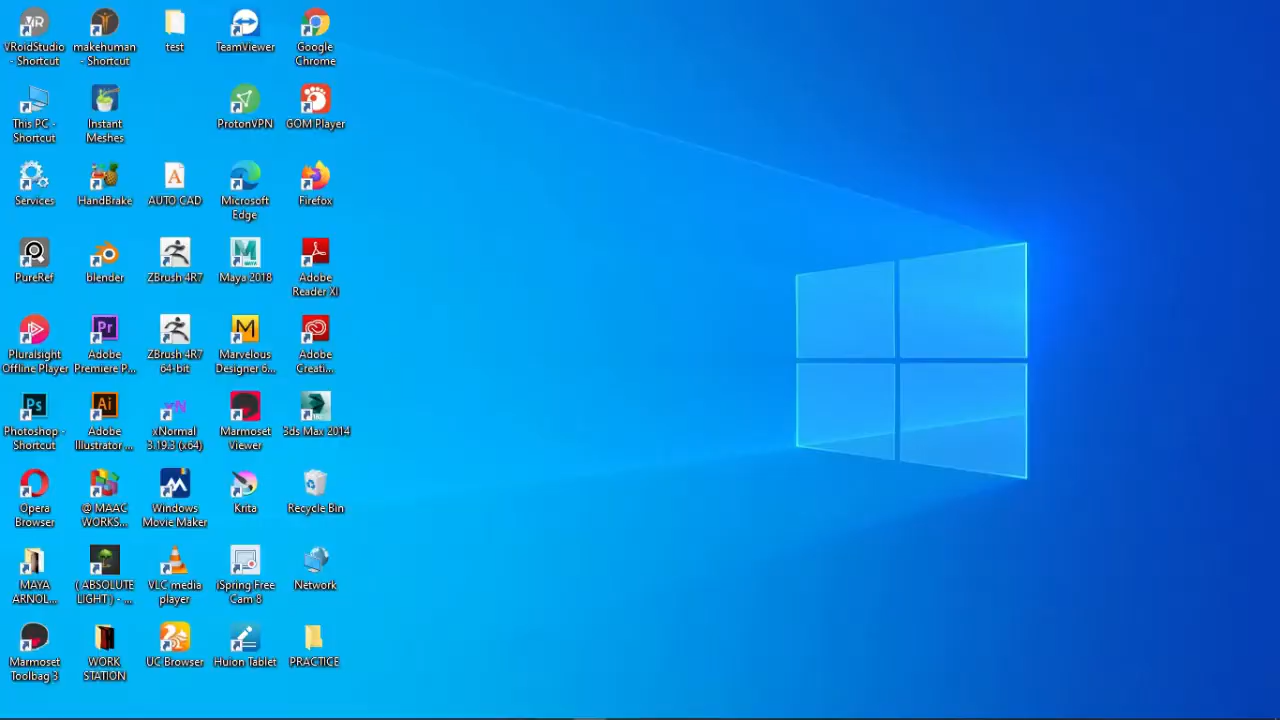 VRoidStudio
- Shortcut
makehuman
- Shortcut
test
TeamViewer
Google
Chrome
This PC -
Shortcut
Instant
Meshes
ProtonVPN
GOM Player
Services
HandBrake
AUTO CAD
Microsoft
Edge
Firefox
PureRef
blender
ZBrush 4R7
Maya 2018
Adobe
Reader XI
Pluralsight
Offline Player
Adobe
Premiere P...
ZBrush 4R7
64-bit
Marvelous
Designer 6...
Adobe
Creati...
Photoshop -
Shortcut
Adobe
Illustrator ...
xNormal
3.19.3 (x64)
Marmoset
Viewer
3ds Max 2014
Opera
Browser
@ MAAC
WORKS...
Windows
Movie Maker
Krita
Recycle Bin
MAYA
ARNOL...
( ABSOLUTE
LIGHT ) - ...
VLC media
player
iSpring Free
Cam 8
Network
Marmoset
Toolbag 3
WORK
STATION
UC Browser
Huion Tablet
PRACTICE